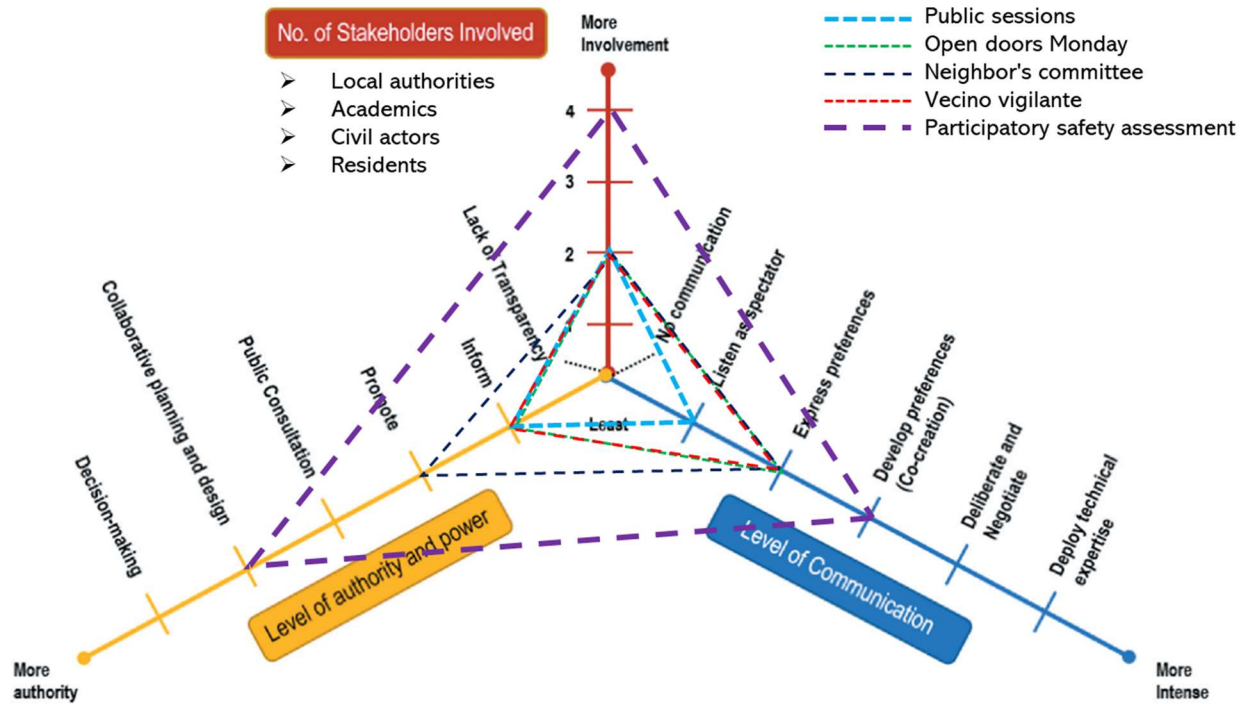 No. of Stakeholders Involved
Local authorities
Academics
Civil actors
Residents
More
Involvement
Public sessions
Open doors Monday
Neighbor's committee
Vecino vigilante
Participatory safety assessment
4
3
2
Lack of Transparency
No communication
Inform
Promote
Public Consultation
Collaborative planning and design
Decision-making
Least
Listen as spectator
Express preferences
Develop preferences
(Co-creation)
Deliberate and
Negotiate
Deploy technical
expertise
Level of authority and power
Level of Communication
More
authority
More
Intense